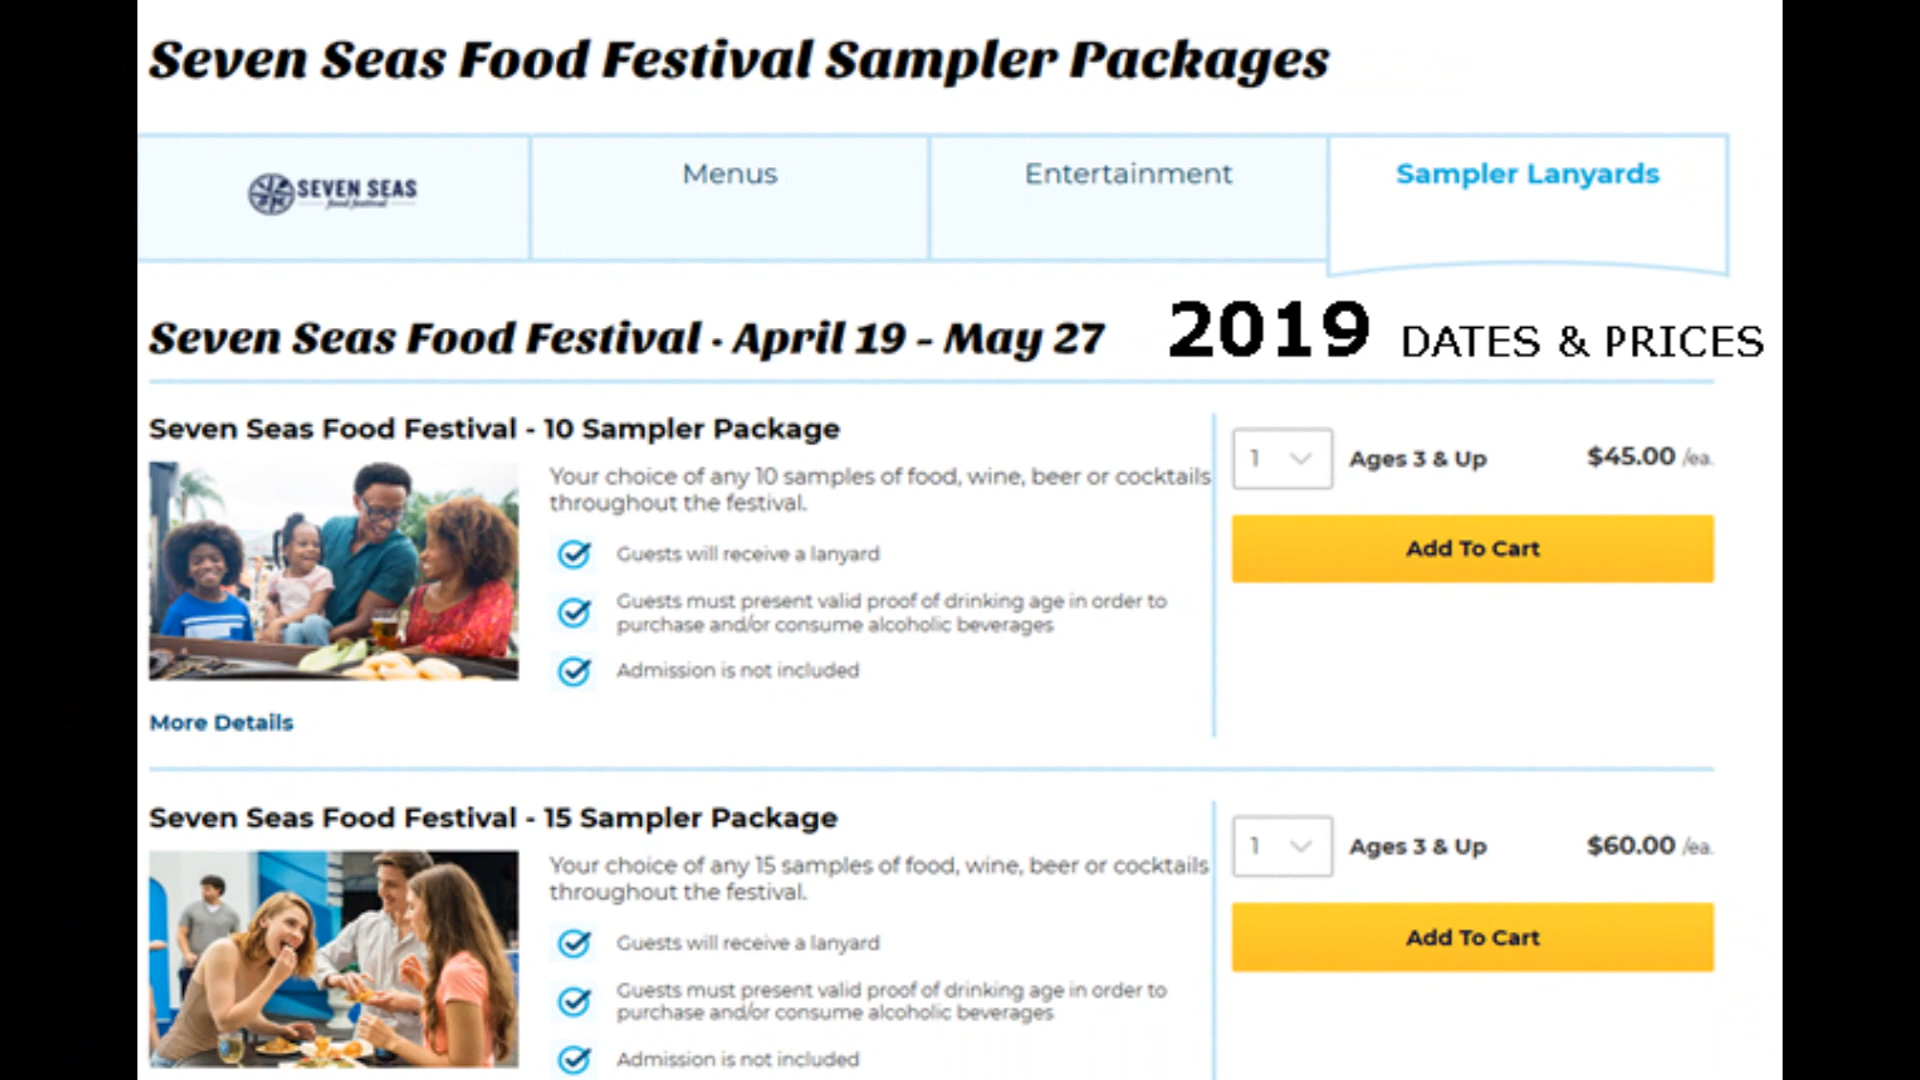 Seven Seas Food Festival Sampler Packages
SEVEN SEAS
food festival
Menus
Entertainment
Sampler Lanyards
Seven Seas Food Festival · April 19 - May 27
2019 DATES & PRICES
Seven Seas Food Festival - 10 Sampler Package
Your choice of any 10 samples of food, wine, beer or cocktails
throughout the festival.
Guests will receive a lanyard
Guests must present valid proof of drinking age in order to
purchase and/or consume alcoholic beverages
Admission is not included
More Details
1
Ages 3 & Up
$45.00 /ea.
Add To Cart
Seven Seas Food Festival - 15 Sampler Package
Your choice of any 15 samples of food, wine, beer or cocktails
throughout the festival.
Guests will receive a lanyard
Guests must present valid proof of drinking age in order to
purchase and/or consume alcoholic beverages
Admission is not included
1
Ages 3 & Up
$60.00 /ea.
Add To Cart